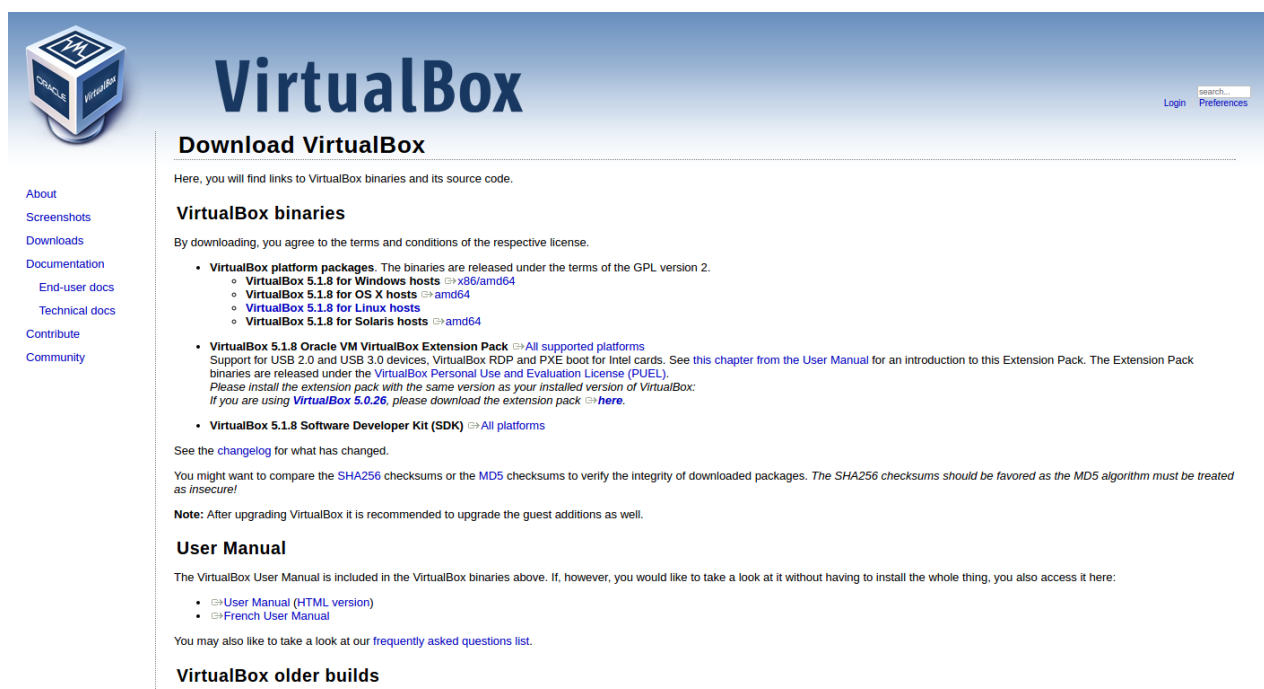 ORACLE
VirtualBox
VirtualBox
search...
Login Preferences
Download VirtualBox
Here, you will find links to VirtualBox binaries and its source code.
About
Screenshots
Downloads
Documentation
End-user docs
Technical docs
Contribute
Community
VirtualBox binaries
By downloading, you agree to the terms and conditions of the respective license.
• VirtualBox platform packages. The binaries are released under the terms of the GPL version 2.
◦ VirtualBox 5.1.8 for Windows hosts x86/amd64
◦ VirtualBox 5.1.8 for OS X hosts amd64
◦ VirtualBox 5.1.8 for Linux hosts
◦ VirtualBox 5.1.8 for Solaris hosts amd64
• VirtualBox 5.1.8 Oracle VM VirtualBox Extension Pack All supported platforms
Support for USB 2.0 and USB 3.0 devices, VirtualBox RDP and PXE boot for Intel cards. See this chapter from the User Manual for an introduction to this Extension Pack. The Extension Pack
binaries are released under the VirtualBox Personal Use and Evaluation License (PUEL).
Please install the extension pack with the same version as your installed version of VirtualBox:
If you are using VirtualBox 5.0.26, please download the extension pack here.
• VirtualBox 5.1.8 Software Developer Kit (SDK) All platforms
See the changelog for what has changed.
You might want to compare the SHA256 checksums or the MD5 checksums to verify the integrity of downloaded packages. The SHA256 checksums should be favored as the MD5 algorithm must be treated
as insecure!
Note: After upgrading VirtualBox it is recommended to upgrade the guest additions as well.
User Manual
The VirtualBox User Manual is included in the VirtualBox binaries above. If, however, you would like to take a look at it without having to install the whole thing, you also access it here:
• User Manual (HTML version)
• French User Manual
You may also like to take a look at our frequently asked questions list.
VirtualBox older builds